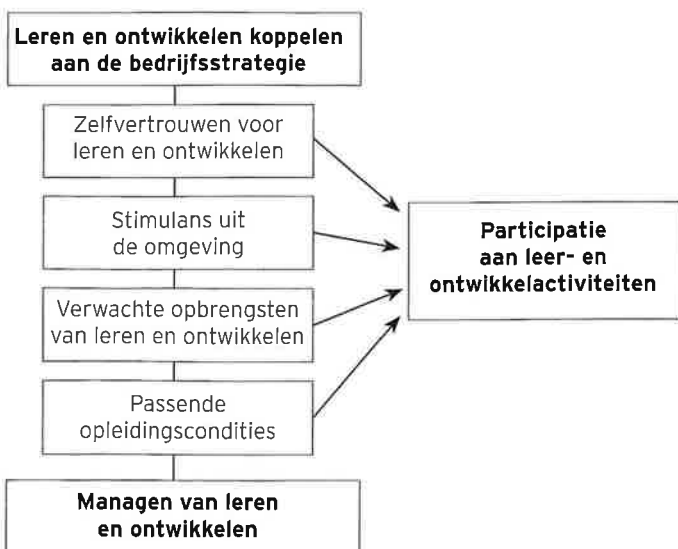 Leren en ontwikkelen koppelen
aan de bedrijfsstrategie
Zelfvertrouwen voor
leren en ontwikkelen
Stimulans uit
de omgeving
Verwachte opbrengsten
van leren en ontwikkelen
Passende
opleidingscondities
Managen van leren
en ontwikkelen
Participatie
aan leer- en
ontwikkelactiviteiten